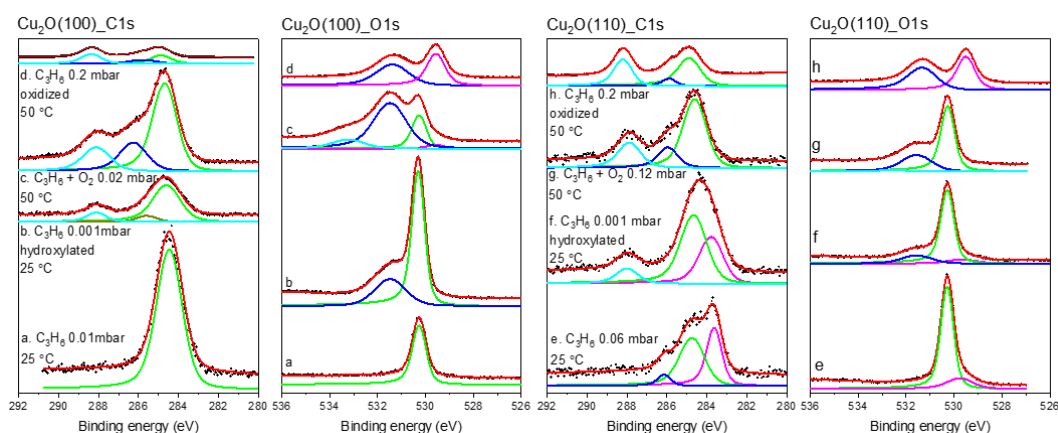 Cu₂O(100)_C1s
d. C₃H₆ 0.2 mbar
oxidized
50 °C
c. C₃H₆ + O₂ 0.02 mbar
50 °C
b. C₃H₆ 0.001mbar
hydroxylated
25 °C
a. C₃H₆ 0.01mbar
25 °C
292 290 288 286 284 282 280
Binding energy (eV)
Cu₂O(100)_O1s
d
c
b
a
536 534 532 530 528 526
Binding energy (eV)
Cu₂O(110)_C1s
h. C₃H₆ 0.2 mbar
oxidized
50 °C
g. C₃H₆ + O₂ 0.12 mbar
50 °C
f. C₃H₆ 0.001 mbar
hydroxylated
25 °C
e. C₃H₆ 0.06 mbar
25 °C
292 290 288 286 284 282 280
Binding energy (eV)
Cu₂O(110)_O1s
h
g
f
e
536 534 532 530 528 526
Binding energy (eV)